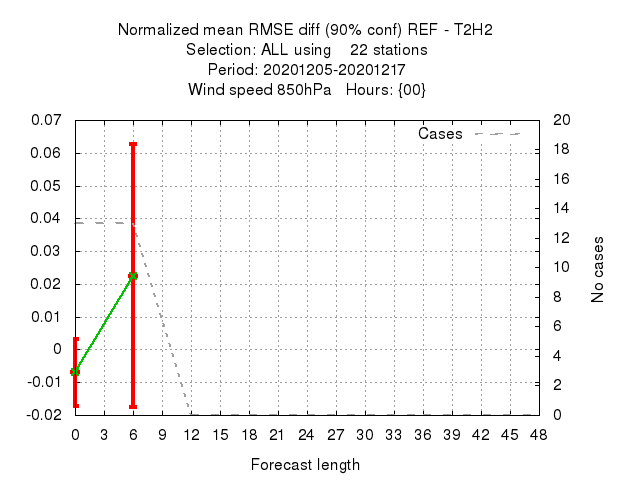 Normalized mean RMSE diff (90% conf) REF - T2H2
Selection: ALL using    22 stations
Period: 20201205-20201217
Wind speed 850hPa   Hours: {00}
Cases
0.07
0.06
0.05
0.04
0.03
0.02
0.01
0
-0.01
-0.02
20
18
16
14
12
10
8
6
4
2
0
No cases
0 3 6 9 12 15 18 21 24 27 30 33 36 39 42 45 48
Forecast length